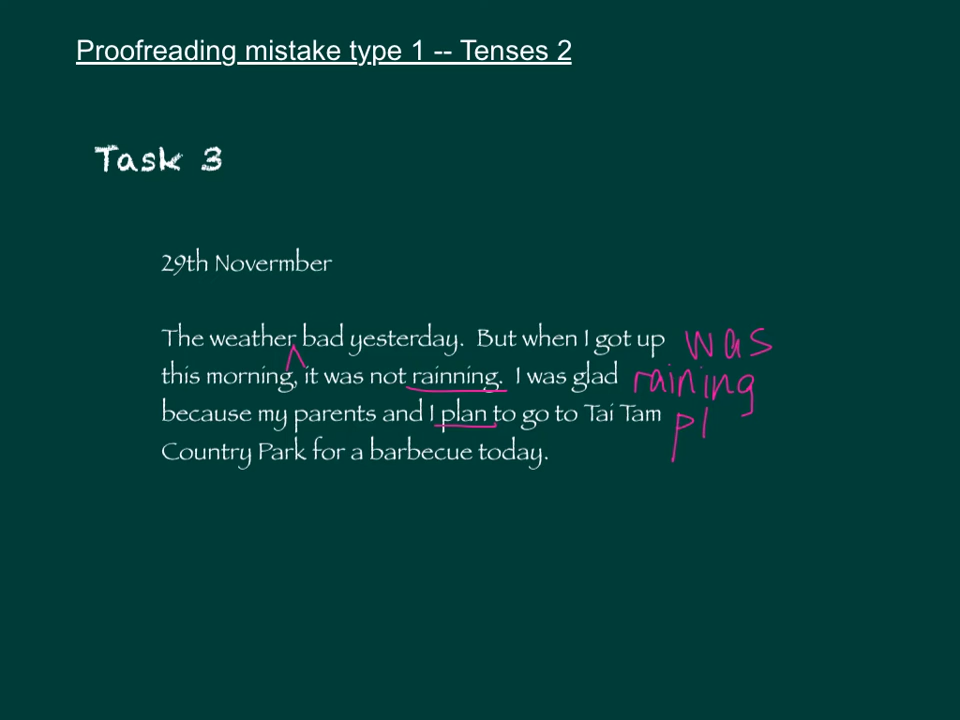 Proofreading mistake type 1 -- Tenses 2
Task 3
29th Novermber
The weather bad yesterday. But when I got up was
this morning, it was not rainning. I was glad raining
because my parents and I plan to go to Tai Tam pl
Country Park for a barbecue today.